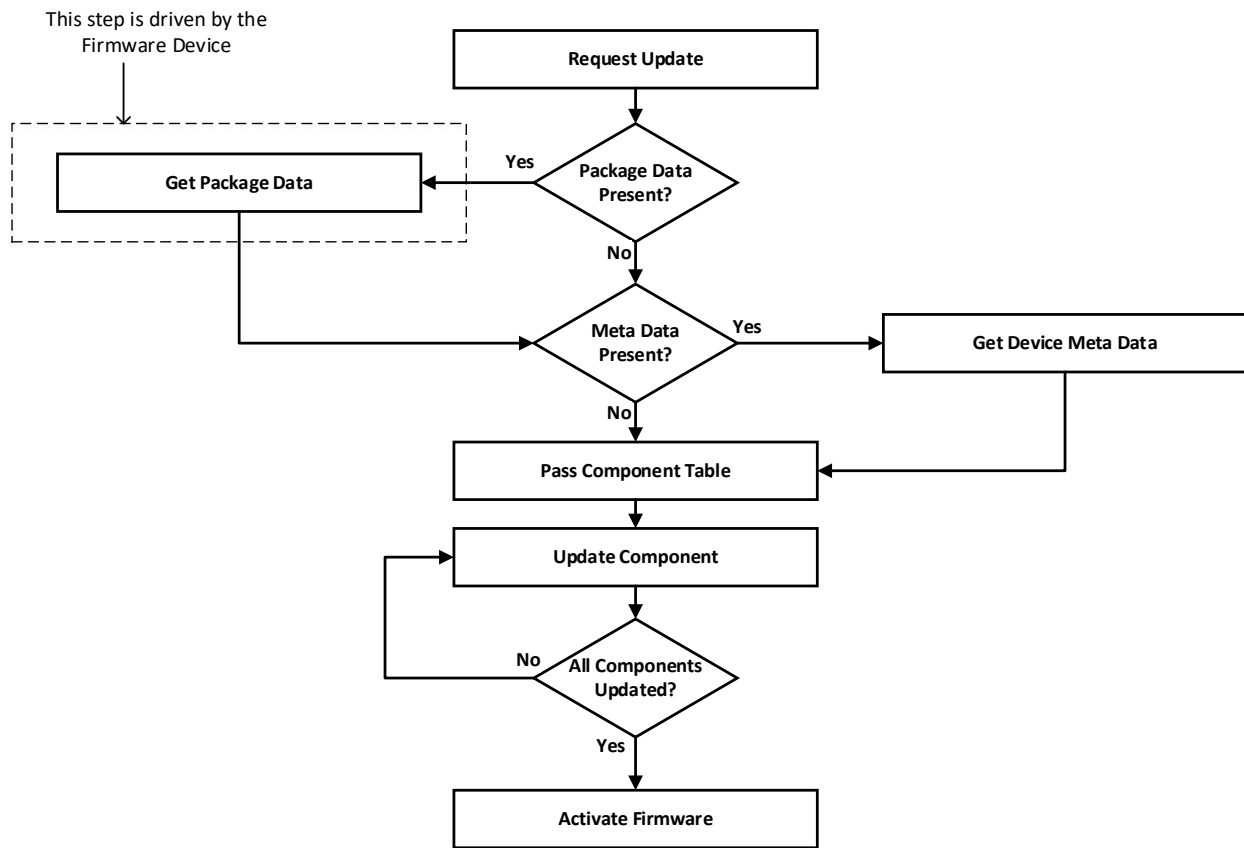 This step is driven by the
Firmware Device
Request Update
Package Data
Present?
Yes
Get Package Data
No
Meta Data
Present?
Yes
Get Device Meta Data
No
Pass Component Table
Update Component
All Components
Updated?
No
Yes
Activate Firmware